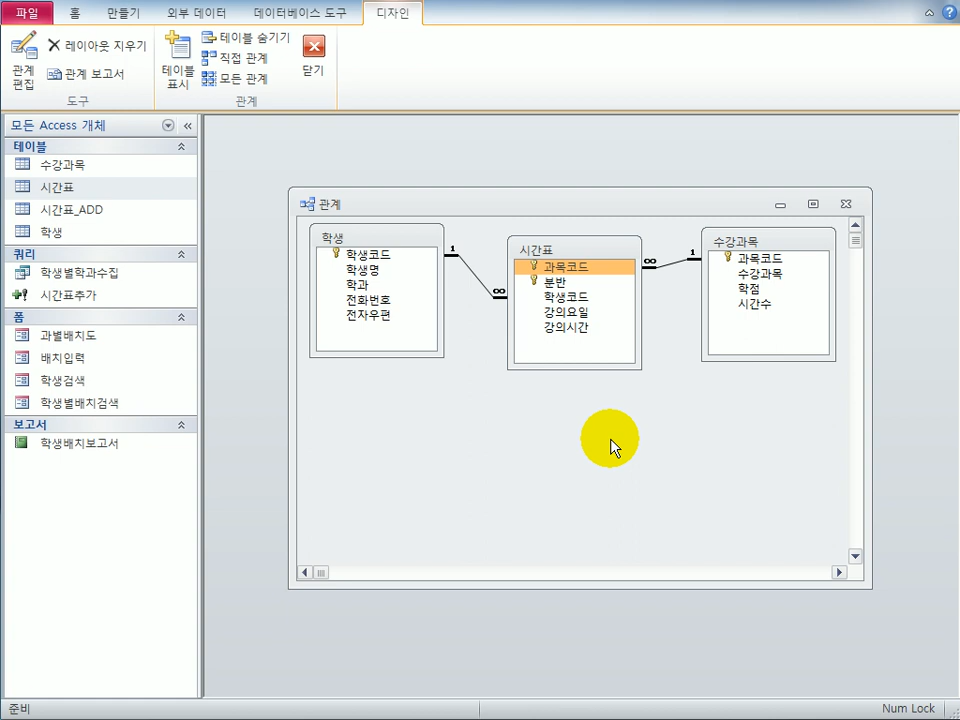 파일 홈 만들기 외부 데이터 데이터베이스 도구 디자인
관계
편집
레이아웃 지우기
관계 보고서
도구
테이블
표시
테이블 숨기기
직접 관계
모든 관계
닫기
관계
모든 Access 개체
테이블
수강과목
시간표
시간표_ADD
학생
쿼리
학생별학과수집
시간표추가
폼
과별배치도
배치입력
학생검색
학생별배치검색
보고서
학생배치보고서
관계
학생
학생코드
학생명
학과
전화번호
전자우편
1
∞
시간표
과목코드
분반
학생코드
강의요일
강의시간
∞
1
수강과목
과목코드
수강과목
학점
시간수
준비
Num Lock